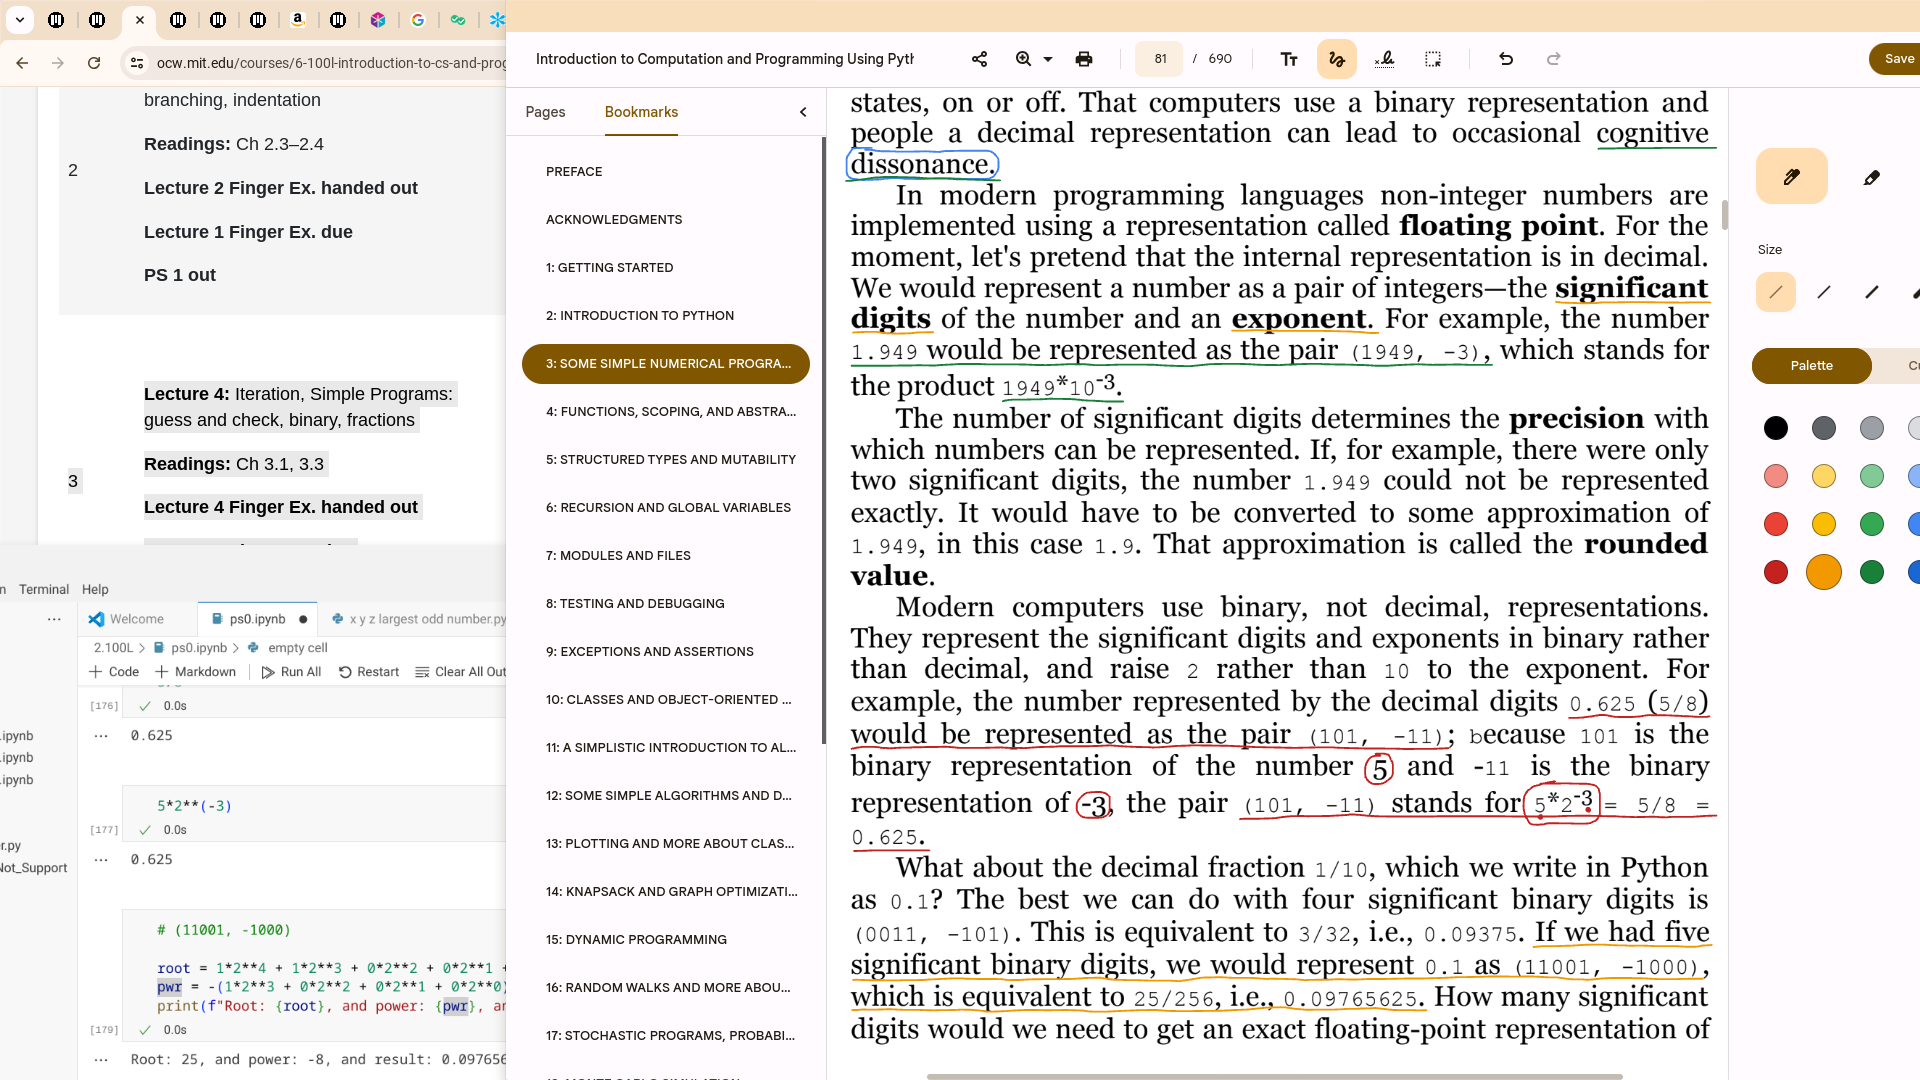 ocw.mit.edu/courses/6-100l-introduction-to-cs-and-prog
branching, indentation
Readings: Ch 2.3–2.4
2
Lecture 2 Finger Ex. handed out
Lecture 1 Finger Ex. due
PS 1 out
Lecture 4: Iteration, Simple Programs:
guess and check, binary, fractions
Readings: Ch 3.1, 3.3
3
Lecture 4 Finger Ex. handed out
Terminal Help
Welcome ps0.ipynb x y z largest odd number.py
2.100L > ps0.ipynb > empty cell
Code Markdown Run All Restart Clear All Out
[176] 0.0s
.ipynb
0.625
.ipynb
.ipynb
5*2**(-3)
[177] 0.0s
r.py
0.625
Not_Support
# (11001, -1000)
root = 1*2**4 + 1*2**3 + 0*2**2 + 0*2**1 +
pwr = -(1*2**3 + 0*2**2 + 0*2**1 + 0*2**0)
print(f"Root: {root}, and power: {pwr}, an
[179] 0.0s
Root: 25, and power: -8, and result: 0.097656
Introduction to Computation and Programming Using Pyth
81 / 690
Save
Pages Bookmarks
PREFACE
ACKNOWLEDGMENTS
1: GETTING STARTED
2: INTRODUCTION TO PYTHON
3: SOME SIMPLE NUMERICAL PROGRA...
4: FUNCTIONS, SCOPING, AND ABSTRA...
5: STRUCTURED TYPES AND MUTABILITY
6: RECURSION AND GLOBAL VARIABLES
7: MODULES AND FILES
8: TESTING AND DEBUGGING
9: EXCEPTIONS AND ASSERTIONS
10: CLASSES AND OBJECT-ORIENTED ...
11: A SIMPLISTIC INTRODUCTION TO AL...
12: SOME SIMPLE ALGORITHMS AND D...
13: PLOTTING AND MORE ABOUT CLAS...
14: KNAPSACK AND GRAPH OPTIMIZATI...
15: DYNAMIC PROGRAMMING
16: RANDOM WALKS AND MORE ABOU...
17: STOCHASTIC PROGRAMS, PROBABI...
states, on or off. That computers use a binary representation and
people a decimal representation can lead to occasional cognitive
dissonance.
In modern programming languages non-integer numbers are
implemented using a representation called floating point. For the
moment, let's pretend that the internal representation is in decimal.
We would represent a number as a pair of integers—the significant
digits of the number and an exponent. For example, the number
1.949 would be represented as the pair (1949, -3), which stands for
the product 1949*10-3.
The number of significant digits determines the precision with
which numbers can be represented. If, for example, there were only
two significant digits, the number 1.949 could not be represented
exactly. It would have to be converted to some approximation of
1.949, in this case 1.9. That approximation is called the rounded
value.
Modern computers use binary, not decimal, representations.
They represent the significant digits and exponents in binary rather
than decimal, and raise 2 rather than 10 to the exponent. For
example, the number represented by the decimal digits 0.625 (5/8)
would be represented as the pair (101, -11); because 101 is the
binary representation of the number 5 and -11 is the binary
representation of -3, the pair (101, -11) stands for 5*2-3 = 5/8 =
0.625.
What about the decimal fraction 1/10, which we write in Python
as 0.1? The best we can do with four significant binary digits is
(0011, -101). This is equivalent to 3/32, i.e., 0.09375. If we had five
significant binary digits, we would represent 0.1 as (11001, -1000),
which is equivalent to 25/256, i.e., 0.09765625. How many significant
digits would we need to get an exact floating-point representation of
Size
Palette